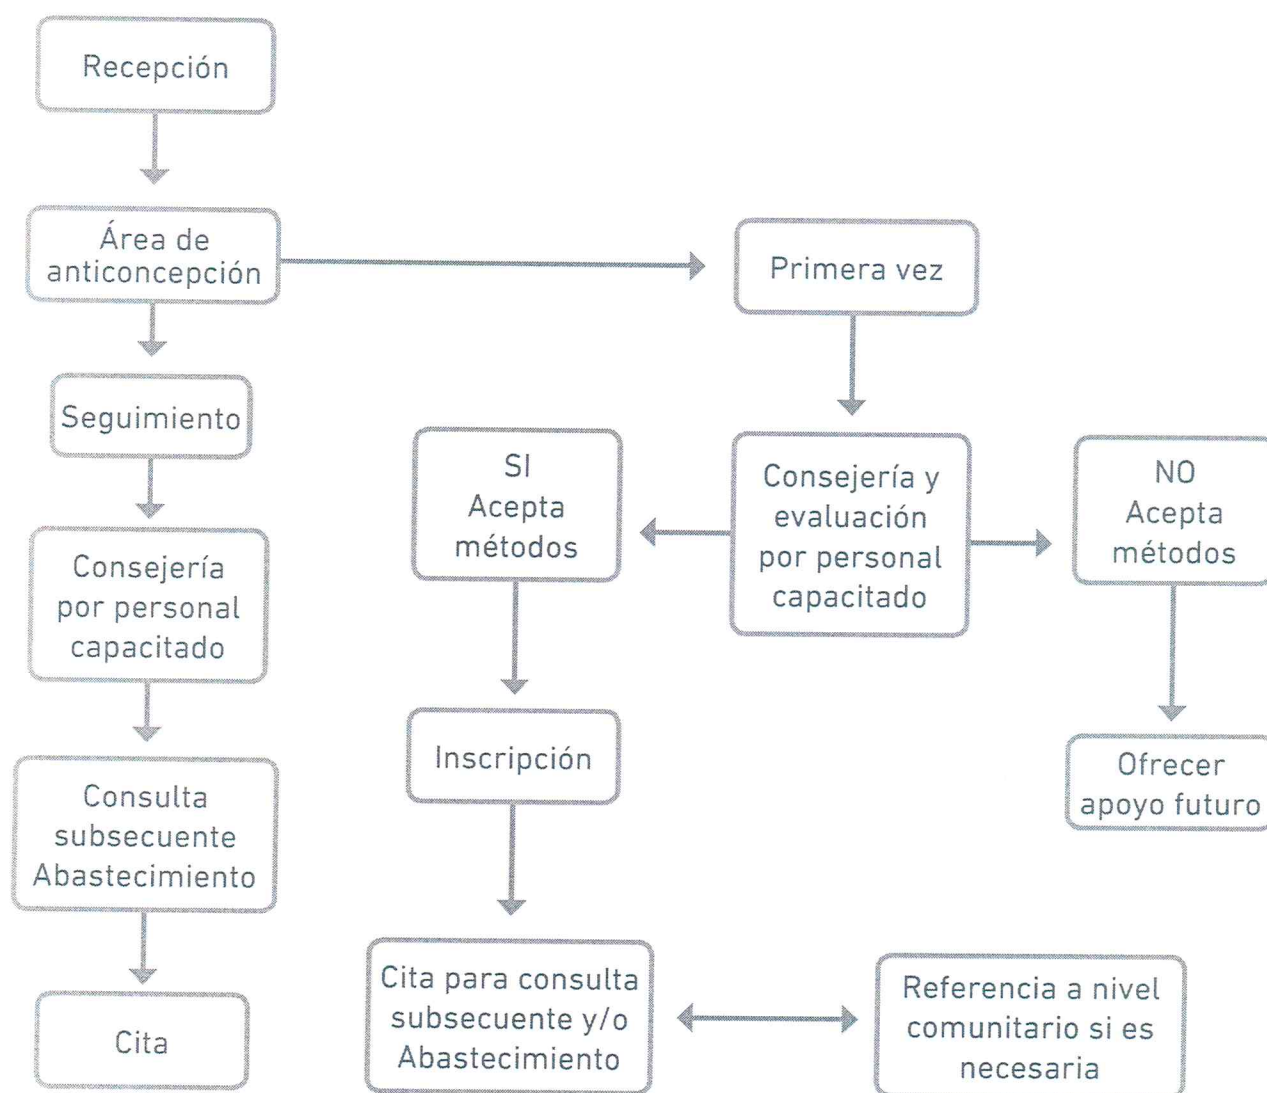 Recepción
Área de
anticoncepción
Primera vez
Seguimiento
SI
Acepta
métodos
Consejería y
evaluación
por personal
capacitado
NO
Acepta
métodos
Consejería
por personal
capacitado
Inscripción
Ofrecer
apoyo futuro
Consulta
subsecuente
Abastecimiento
Cita para consulta
subsecuente y/o
Abastecimiento
Referencia a nivel
comunitario si es
necesaria
Cita